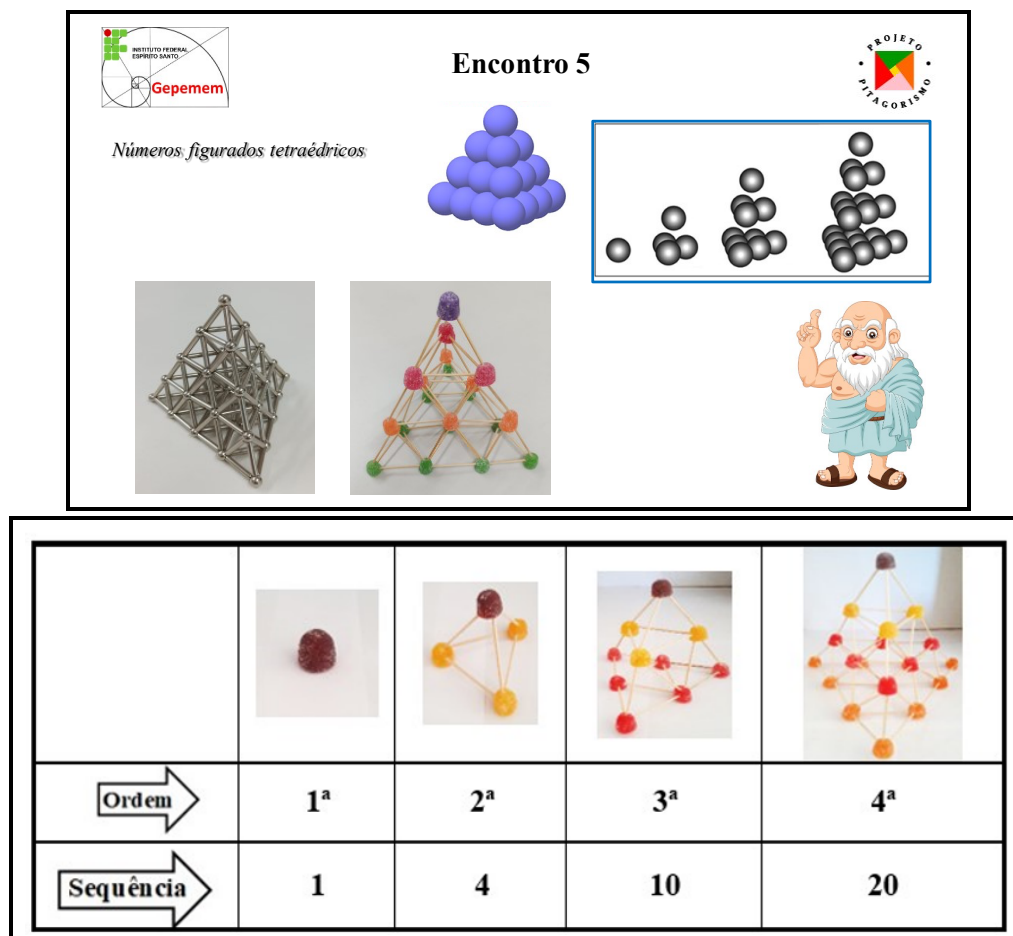 INSTITUTO FEDERAL
ESPÍRITO SANTO
Gepemem
Encontro 5
PROJETO
PITAGORISMO
Números figurados tetraédricos
Ordem
1ª
2ª
3ª
4ª
Sequência
1
4
10
20